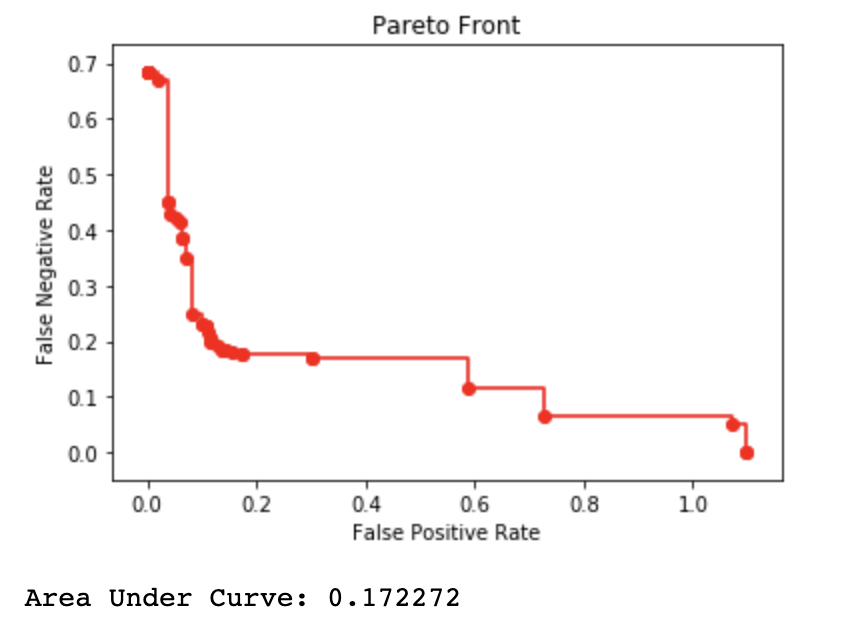 Pareto Front
0.7
0.6
0.5
0.4
0.3
0.2
0.1
0.0
False Negative Rate
0.0 0.2 0.4 0.6 0.8 1.0
False Positive Rate
Area Under Curve: 0.172272